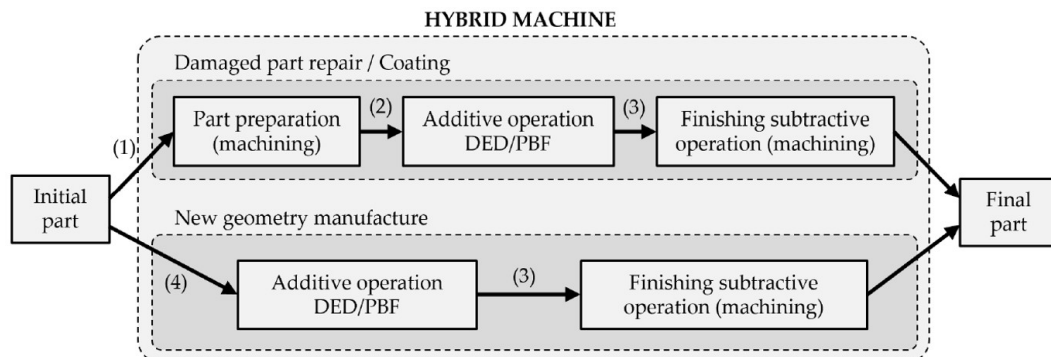 HYBRID MACHINE
Damaged part repair / Coating
(1)
Part preparation
(machining)
(2)
Additive operation
DED/PBF
(3)
Finishing subtractive
operation (machining)
Initial
part
Final
part
New geometry manufacture
(4)
Additive operation
DED/PBF
(3)
Finishing subtractive
operation (machining)